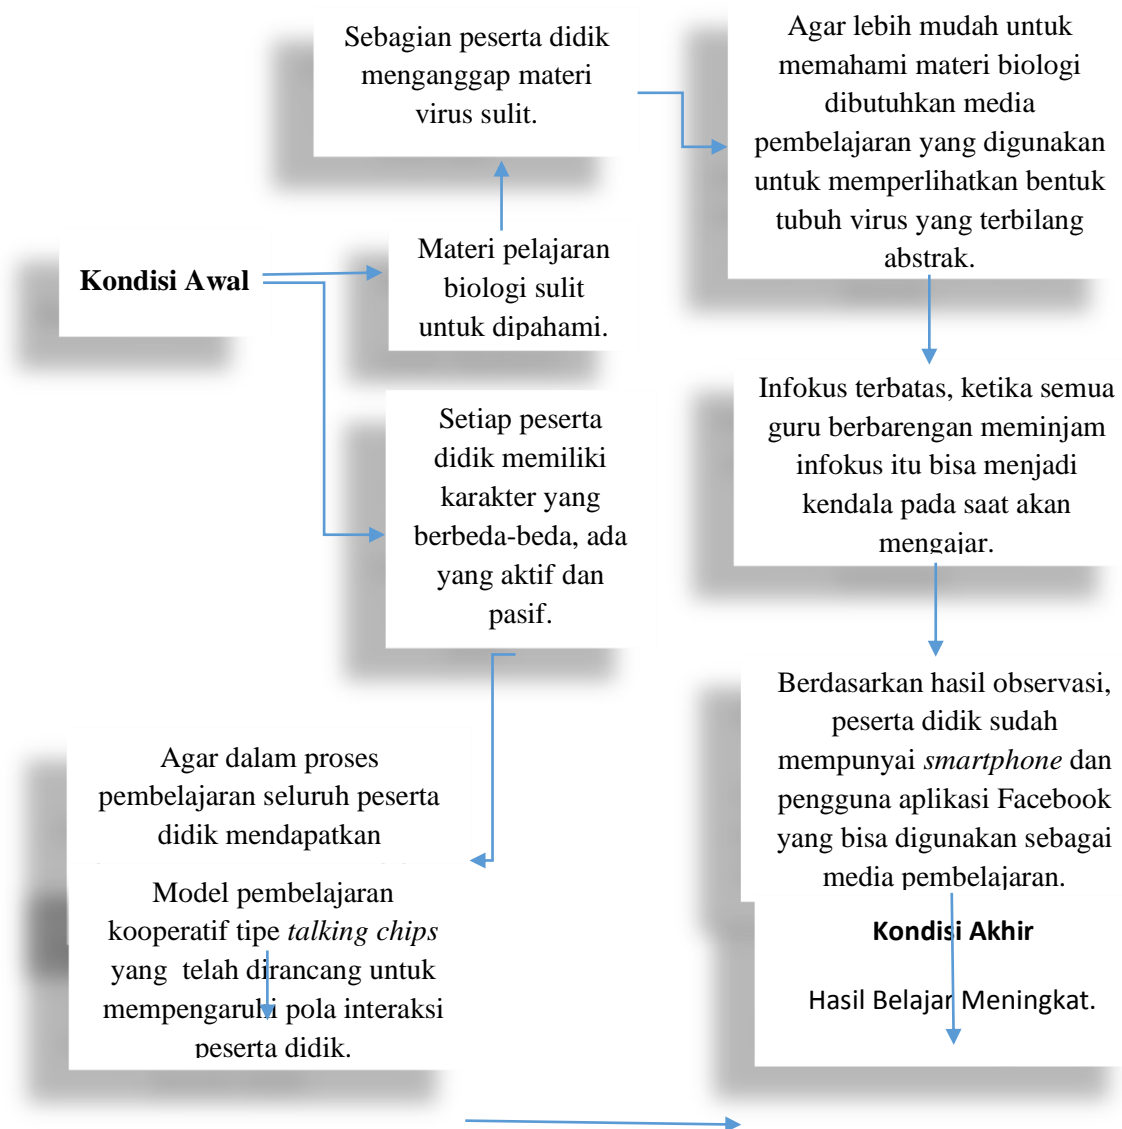 Sebagian peserta didik
menganggap materi
virus sulit.
Agar lebih mudah untuk
memahami materi biologi
dibutuhkan media
pembelajaran yang digunakan
untuk memperlihatkan bentuk
tubuh virus yang terbilang
abstrak.
Kondisi Awal
Materi pelajaran
biologi sulit
untuk dipahami.
Infokus terbatas, ketika semua
guru berbarengan meminjam
infokus itu bisa menjadi
kendala pada saat akan
mengajar.
Setiap peserta
didik memiliki
karakter yang
berbeda-beda, ada
yang aktif dan
pasif.
Berdasarkan hasil observasi,
peserta didik sudah
mempunyai smartphone dan
pengguna aplikasi Facebook
yang bisa digunakan sebagai
media pembelajaran.
Agar dalam proses
pembelajaran seluruh peserta
didik mendapatkan
Model pembelajaran
kooperatif tipe talking chips
yang telah dirancang untuk
mempengaruhi pola interaksi
peserta didik.
Kondisi Akhir
Hasil Belajar Meningkat.